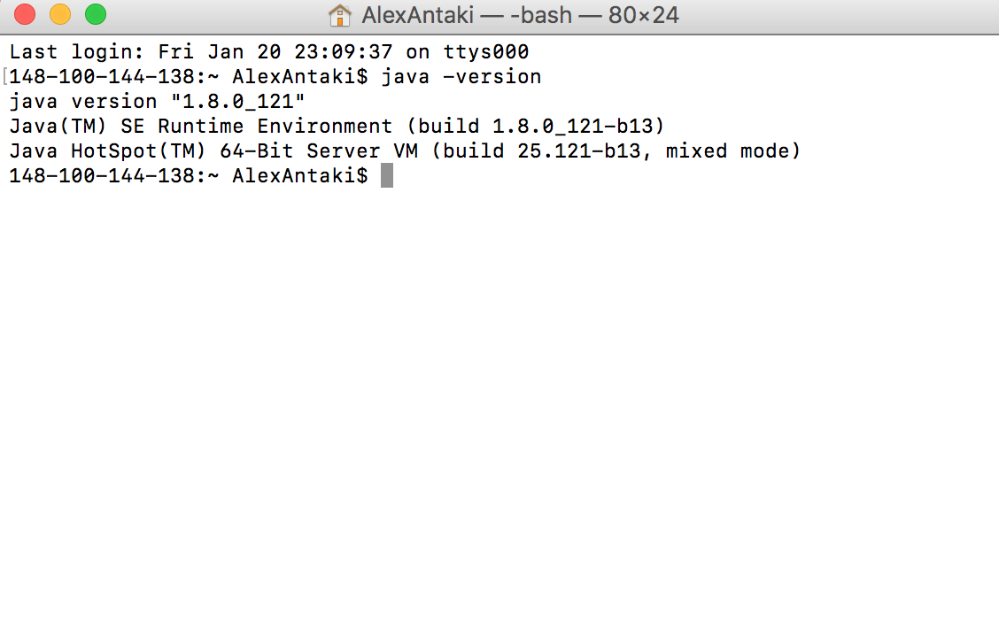 AlexAntaki — -bash — 80×24
Last login: Fri Jan 20 23:09:37 on ttys000
[148-100-144-138:~ AlexAntaki$ java -version
java version "1.8.0_121"
Java(TM) SE Runtime Environment (build 1.8.0_121-b13)
Java HotSpot(TM) 64-Bit Server VM (build 25.121-b13, mixed mode)
148-100-144-138:~ AlexAntaki$